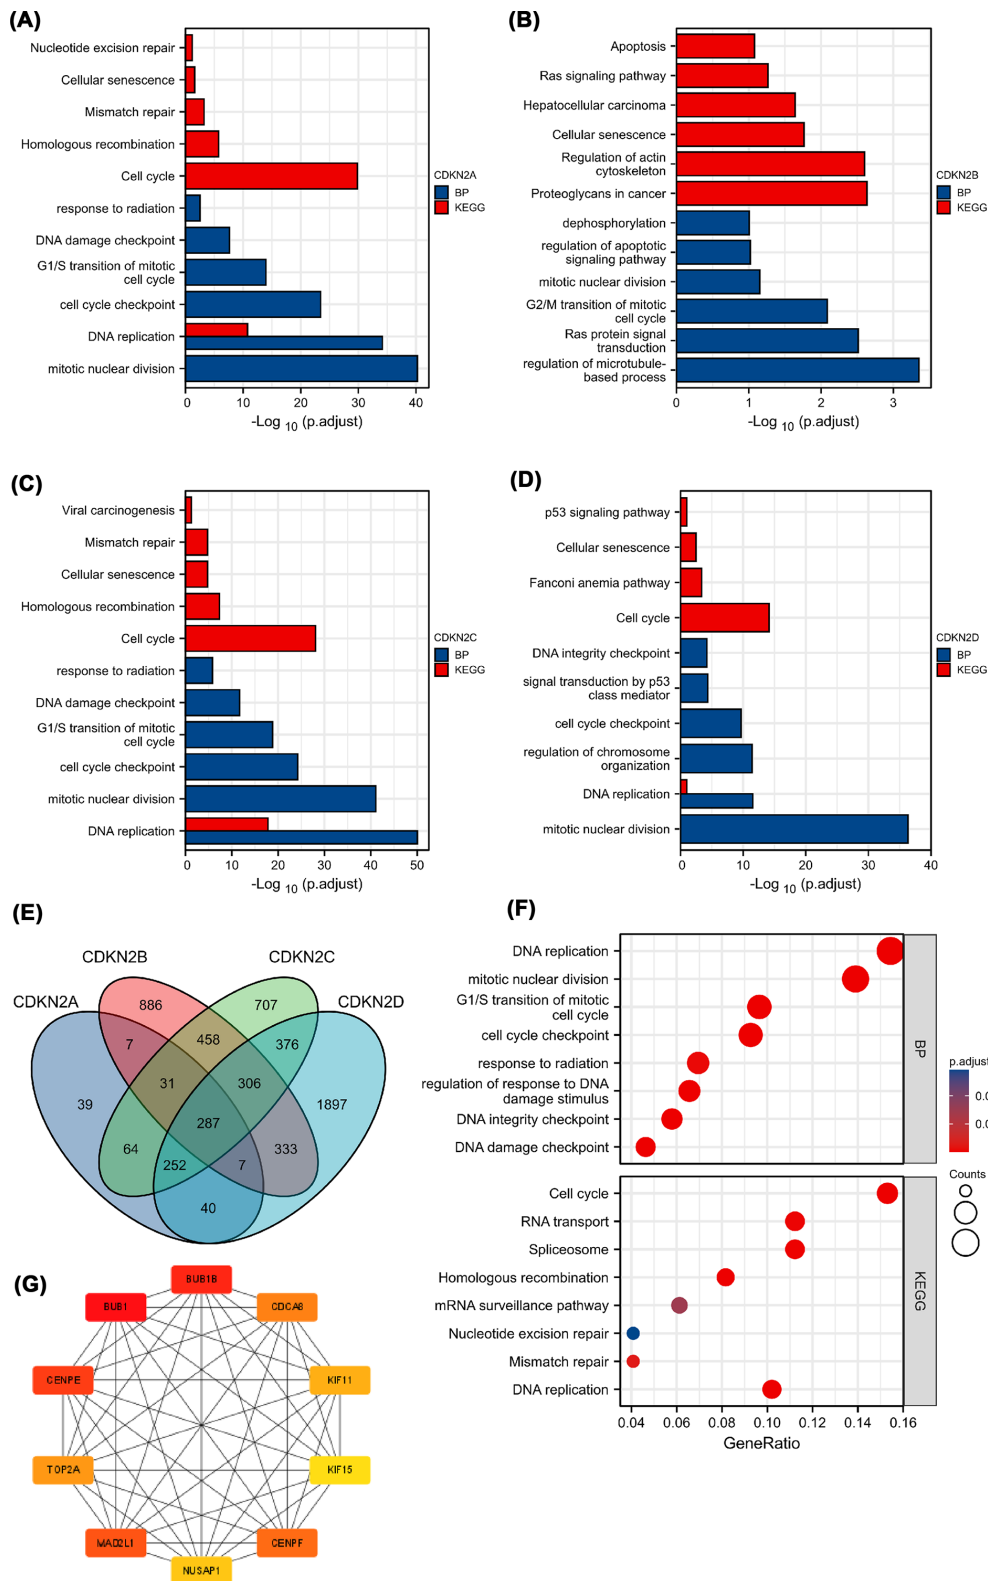 (A)
Nucleotide excision repair
Cellular senescence
Mismatch repair
Homologous recombination
Cell cycle
response to radiation
DNA damage checkpoint
G1/S transition of mitotic
cell cycle
cell cycle checkpoint
DNA replication
mitotic nuclear division
0 10 20 30 40
-Log 10 (p.adjust)
CDKN2A
BP
KEGG
(B)
Apoptosis
Ras signaling pathway
Hepatocellular carcinoma
Cellular senescence
Regulation of actin
cytoskeleton
Proteoglycans in cancer
dephosphorylation
regulation of apoptotic
signaling pathway
mitotic nuclear division
G2/M transition of mitotic
cell cycle
Ras protein signal
transduction
regulation of microtubule-
based process
0 1 2 3
-Log 10 (p.adjust)
CDKN2B
BP
KEGG
(C)
Viral carcinogenesis
Mismatch repair
Cellular senescence
Homologous recombination
Cell cycle
response to radiation
DNA damage checkpoint
G1/S transition of mitotic
cell cycle
cell cycle checkpoint
mitotic nuclear division
DNA replication
0 10 20 30 40 50
-Log 10 (p.adjust)
CDKN2C
BP
KEGG
(D)
p53 signaling pathway
Cellular senescence
Fanconi anemia pathway
Cell cycle
DNA integrity checkpoint
signal transduction by p53
class mediator
cell cycle checkpoint
regulation of chromosome
organization
DNA replication
mitotic nuclear division
0 10 20 30 40
-Log 10 (p.adjust)
CDKN2D
BP
KEGG
(E)
CDKN2B CDKN2C
CDKN2A CDKN2D
886 707
7 458 376
31 306
39 287 1897
64 252 7 333
40
(F)
DNA replication
mitotic nuclear division
G1/S transition of mitotic
cell cycle
cell cycle checkpoint
response to radiation
regulation of response to DNA
damage stimulus
DNA integrity checkpoint
DNA damage checkpoint
BP
Cell cycle
RNA transport
Spliceosome
Homologous recombination
mRNA surveillance pathway
Nucleotide excision repair
Mismatch repair
DNA replication
KEGG
0.04 0.06 0.08 0.10 0.12 0.14 0.16
GeneRatio
p.adjust
0.0
0.0
Counts
(G)
BUB1B
BUB1 CDCA8
CENPE KIF11
TOP2A KIF15
MAD2L1 CENPF
NUSAP1